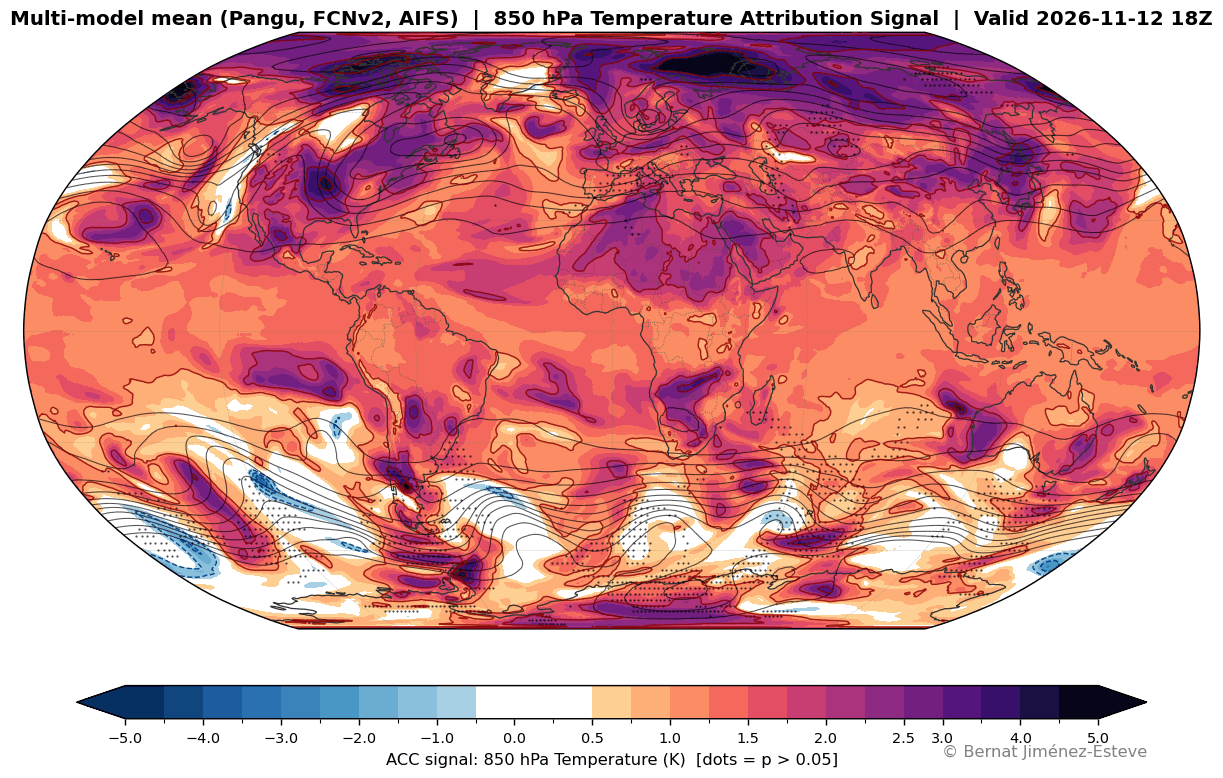 Multi-model mean (Pangu, FCNv2, AIFS) | 850 hPa Temperature Attribution Signal | Valid 2026-11-12 18Z
−5.0 −4.0 −3.0 −2.0 −1.0 0.0 0.5 1.0 1.5 2.0 2.5 3.0 4.0 5.0
ACC signal: 850 hPa Temperature (K) [dots = p > 0.05]
© Bernat Jiménez-Esteve